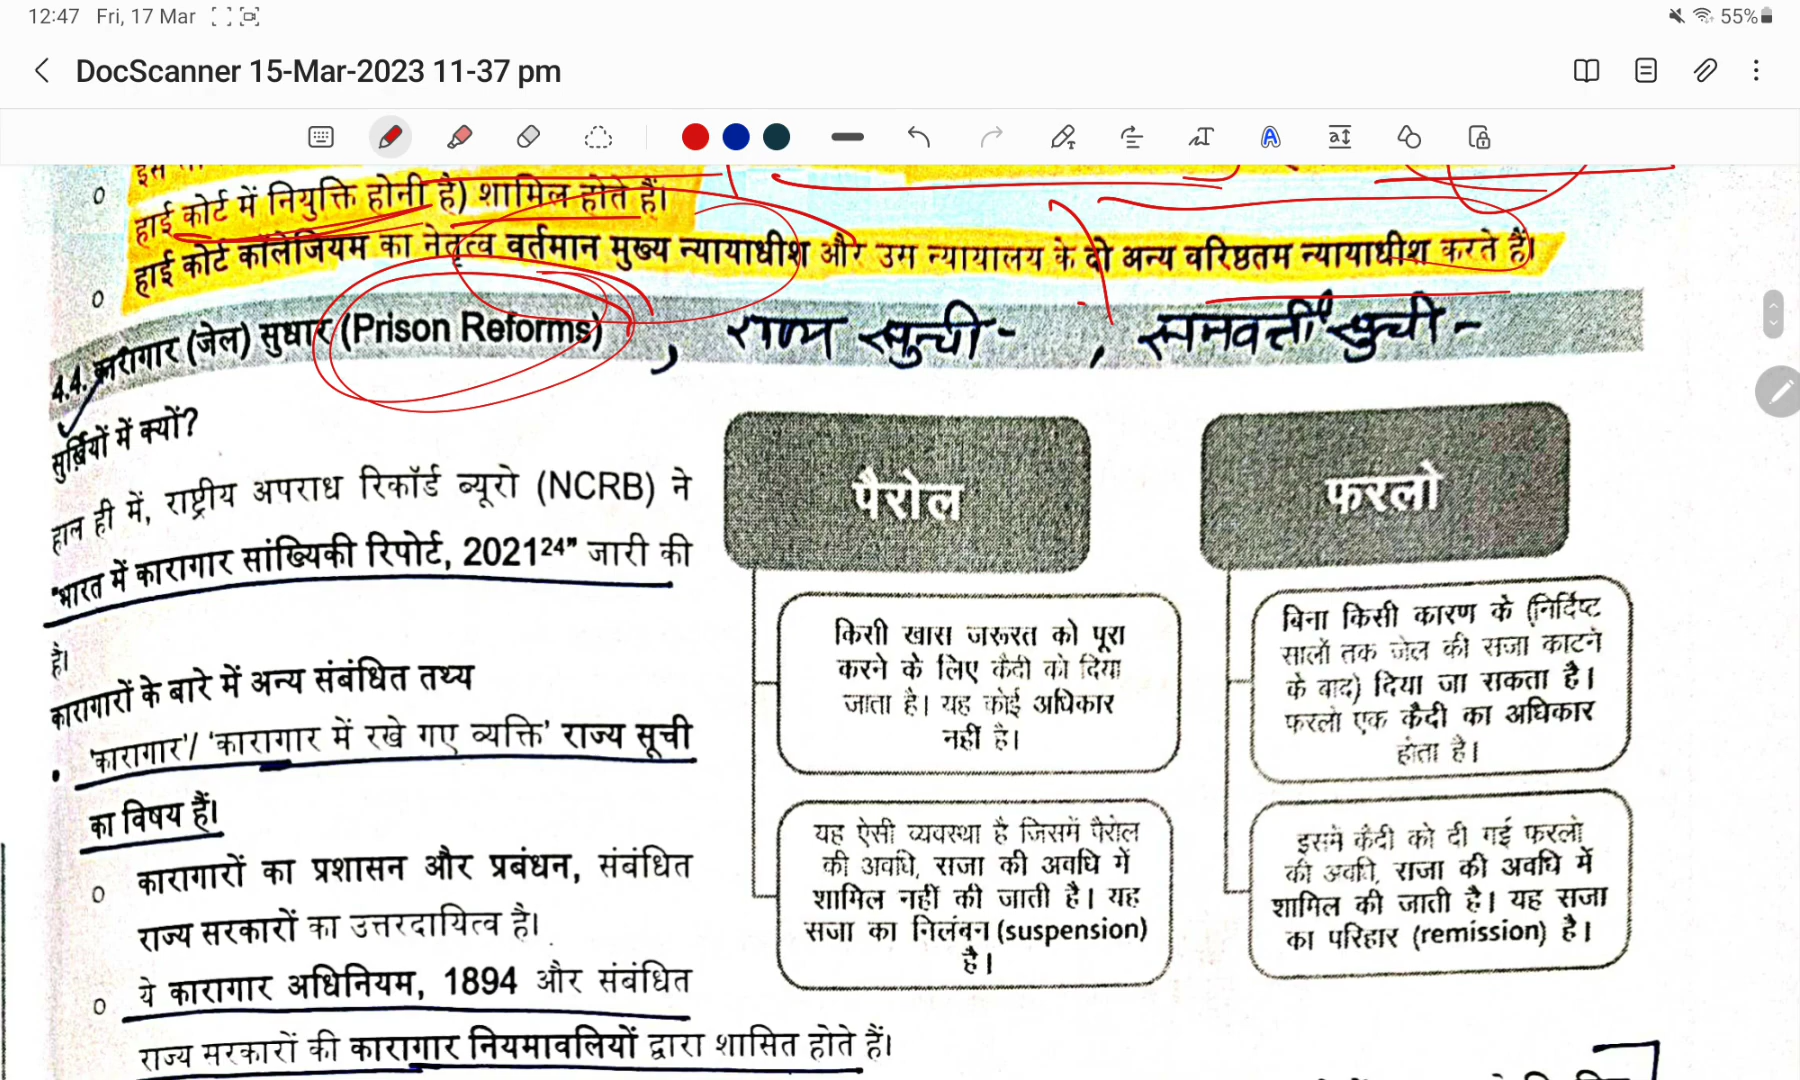 12:47 Fri, 17 Mar
55%
DocScanner 15-Mar-2023 11-37 pm
हाई कोर्ट में नियुक्ति होनी है) शामिल होते हैं।
हाई कोर्ट कॉलेजियम का नेतृत्व वर्तमान मुख्य न्यायाधीश और उस न्यायालय के दो अन्य वरिष्ठतम न्यायाधीश करते हैं।
4.4. कारागार (जेल) सुधार (Prison Reforms)
, राज्य सूची -
, समवर्ती सूची -
सुर्ख़ियों में क्यों?
हाल ही में, राष्ट्रीय अपराध रिकॉर्ड ब्यूरो (NCRB) ने
"भारत में कारागार सांख्यिकी रिपोर्ट, 2021²⁴" जारी की
है।
कारागारों के बारे में अन्य संबंधित तथ्य
• 'कारागार'/ 'कारागार में रखे गए व्यक्ति' राज्य सूची
का विषय हैं।
o कारागारों का प्रशासन और प्रबंधन, संबंधित
राज्य सरकारों का उत्तरदायित्व है।
o ये कारागार अधिनियम, 1894 और संबंधित
राज्य सरकारों की कारागार नियमावलियों द्वारा शासित होते हैं।
पैरोल
किसी खास जरूरत को पूरा
करने के लिए कैदी को दिया
जाता है। यह कोई अधिकार
नहीं है।
यह ऐसी व्यवस्था है जिसमें पैरोल
की अवधि, सजा की अवधि में
शामिल नहीं की जाती है। यह
सजा का निलंबन (suspension)
है।
फरलो
बिना किसी कारण के (निर्दिष्ट
सालों तक जेल की सजा काटने
के बाद) दिया जा सकता है।
फरलो एक कैदी का अधिकार
होता है।
इसमें कैदी को दी गई फरलो
की अवधि, सजा की अवधि में
शामिल की जाती है। यह सजा
का परिहार (remission) है।